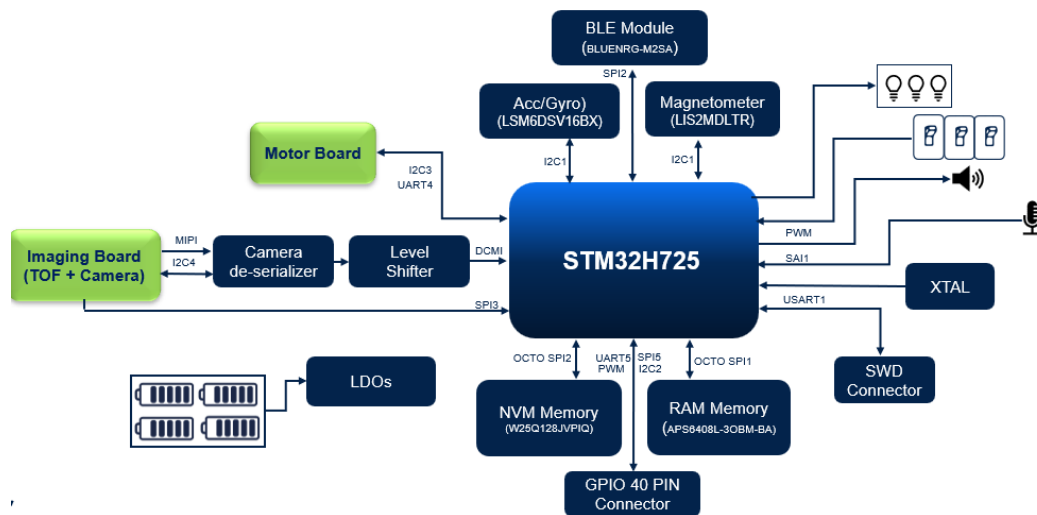 BLE Module
(BLUENRG-M2SA)
SPI2
Acc/Gyro)
(LSM6DSV16BX)
Magnetometer
(LIS2MDLTR)
I2C1
I2C1
Motor Board
I2C3
UART4
Imaging Board
(TOF + Camera)
MIPI
I2C4
Camera
de-serializer
Level
Shifter
DCMI
SPI3
STM32H725
PWM
SAI1
XTAL
USART1
SWD
Connector
LDOs
OCTO SPI2
UART5
PWM
SPI5
I2C2
OCTO SPI1
NVM Memory
(W25Q128JVPIQ)
RAM Memory
(APS6408L-3OBM-BA)
GPIO 40 PIN
Connector